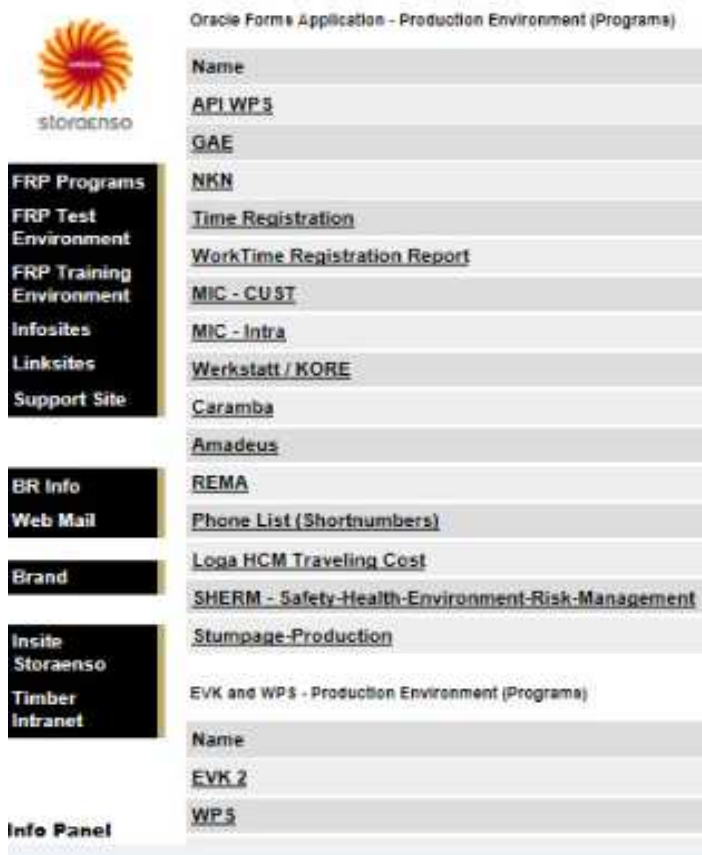 storaenso
FRP Programs
FRP Test
Environment
FRP Training
Environment
Infosites
Linksites
Support Site
BR Info
Web Mail
Brand
Insite
Storaenso
Timber
Intranet
Info Panel
Oracle Forms Application - Production Environment (Programs)
Name
API WPS
GAE
NKN
Time Registration
WorkTime Registration Report
MIC - CUST
MIC - Intra
Werkstatt / KORE
Caramba
Amadeus
REMA
Phone List (Shortnumbers)
Loga HCM Traveling Cost
SHERM - Safety-Health-Environment-Risk-Management
Stumpage-Production
EVK and WPS - Production Environment (Programs)
Name
EVK 2
WPS